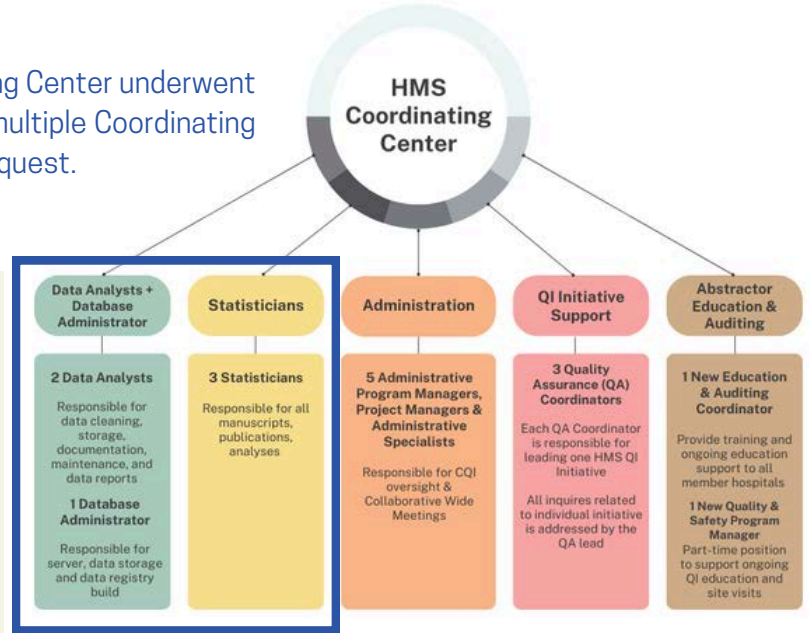 ng Center underwent
multiple Coordinating
quest.
HMS
Coordinating
Center
Data Analysts +
Database
Administrator
2 Data Analysts
Responsible for
data cleaning,
storage,
documentation,
maintenance, and
data reports
1 Database
Administrator
Responsible for
server, data storage
and data registry
build
Statisticians
3 Statisticians
Responsible for all
manuscripts,
publications,
analyses
Administration
5 Administrative
Program Managers,
Project Managers &
Administrative
Specialists
Responsible for CQI
oversight &
Collaborative Wide
Meetings
QI Initiative
Support
3 Quality
Assurance (QA)
Coordinators
Each QA Coordinator
is responsible for
leading one HMS QI
Initiative
All inquires related
to individual initiative
is addressed by the
QA lead
Abstractor
Education &
Auditing
1 New Education
& Auditing
Coordinator
Provide training and
ongoing education
support to all
member hospitals
1 New Quality &
Safety Program
Manager
Part-time position
to support ongoing
QI education and
site visits